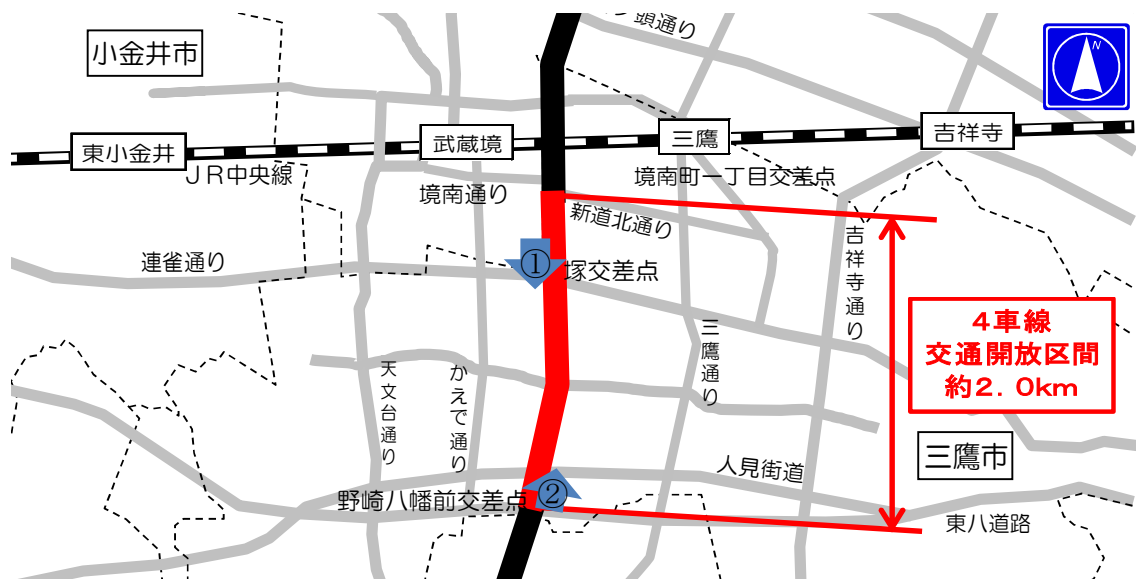 小金井市
頭通り
N
東小金井
武蔵境
三鷹
吉祥寺
JR中央線
境南通り
境南町一丁目交差点
新道北通り
吉祥寺通り
連雀通り
①
塚交差点
4車線
交通開放区間
約2.0km
三鷹通り
天文台通り
かえで通り
人見街道
三鷹市
野崎八幡前交差点
②
東八道路